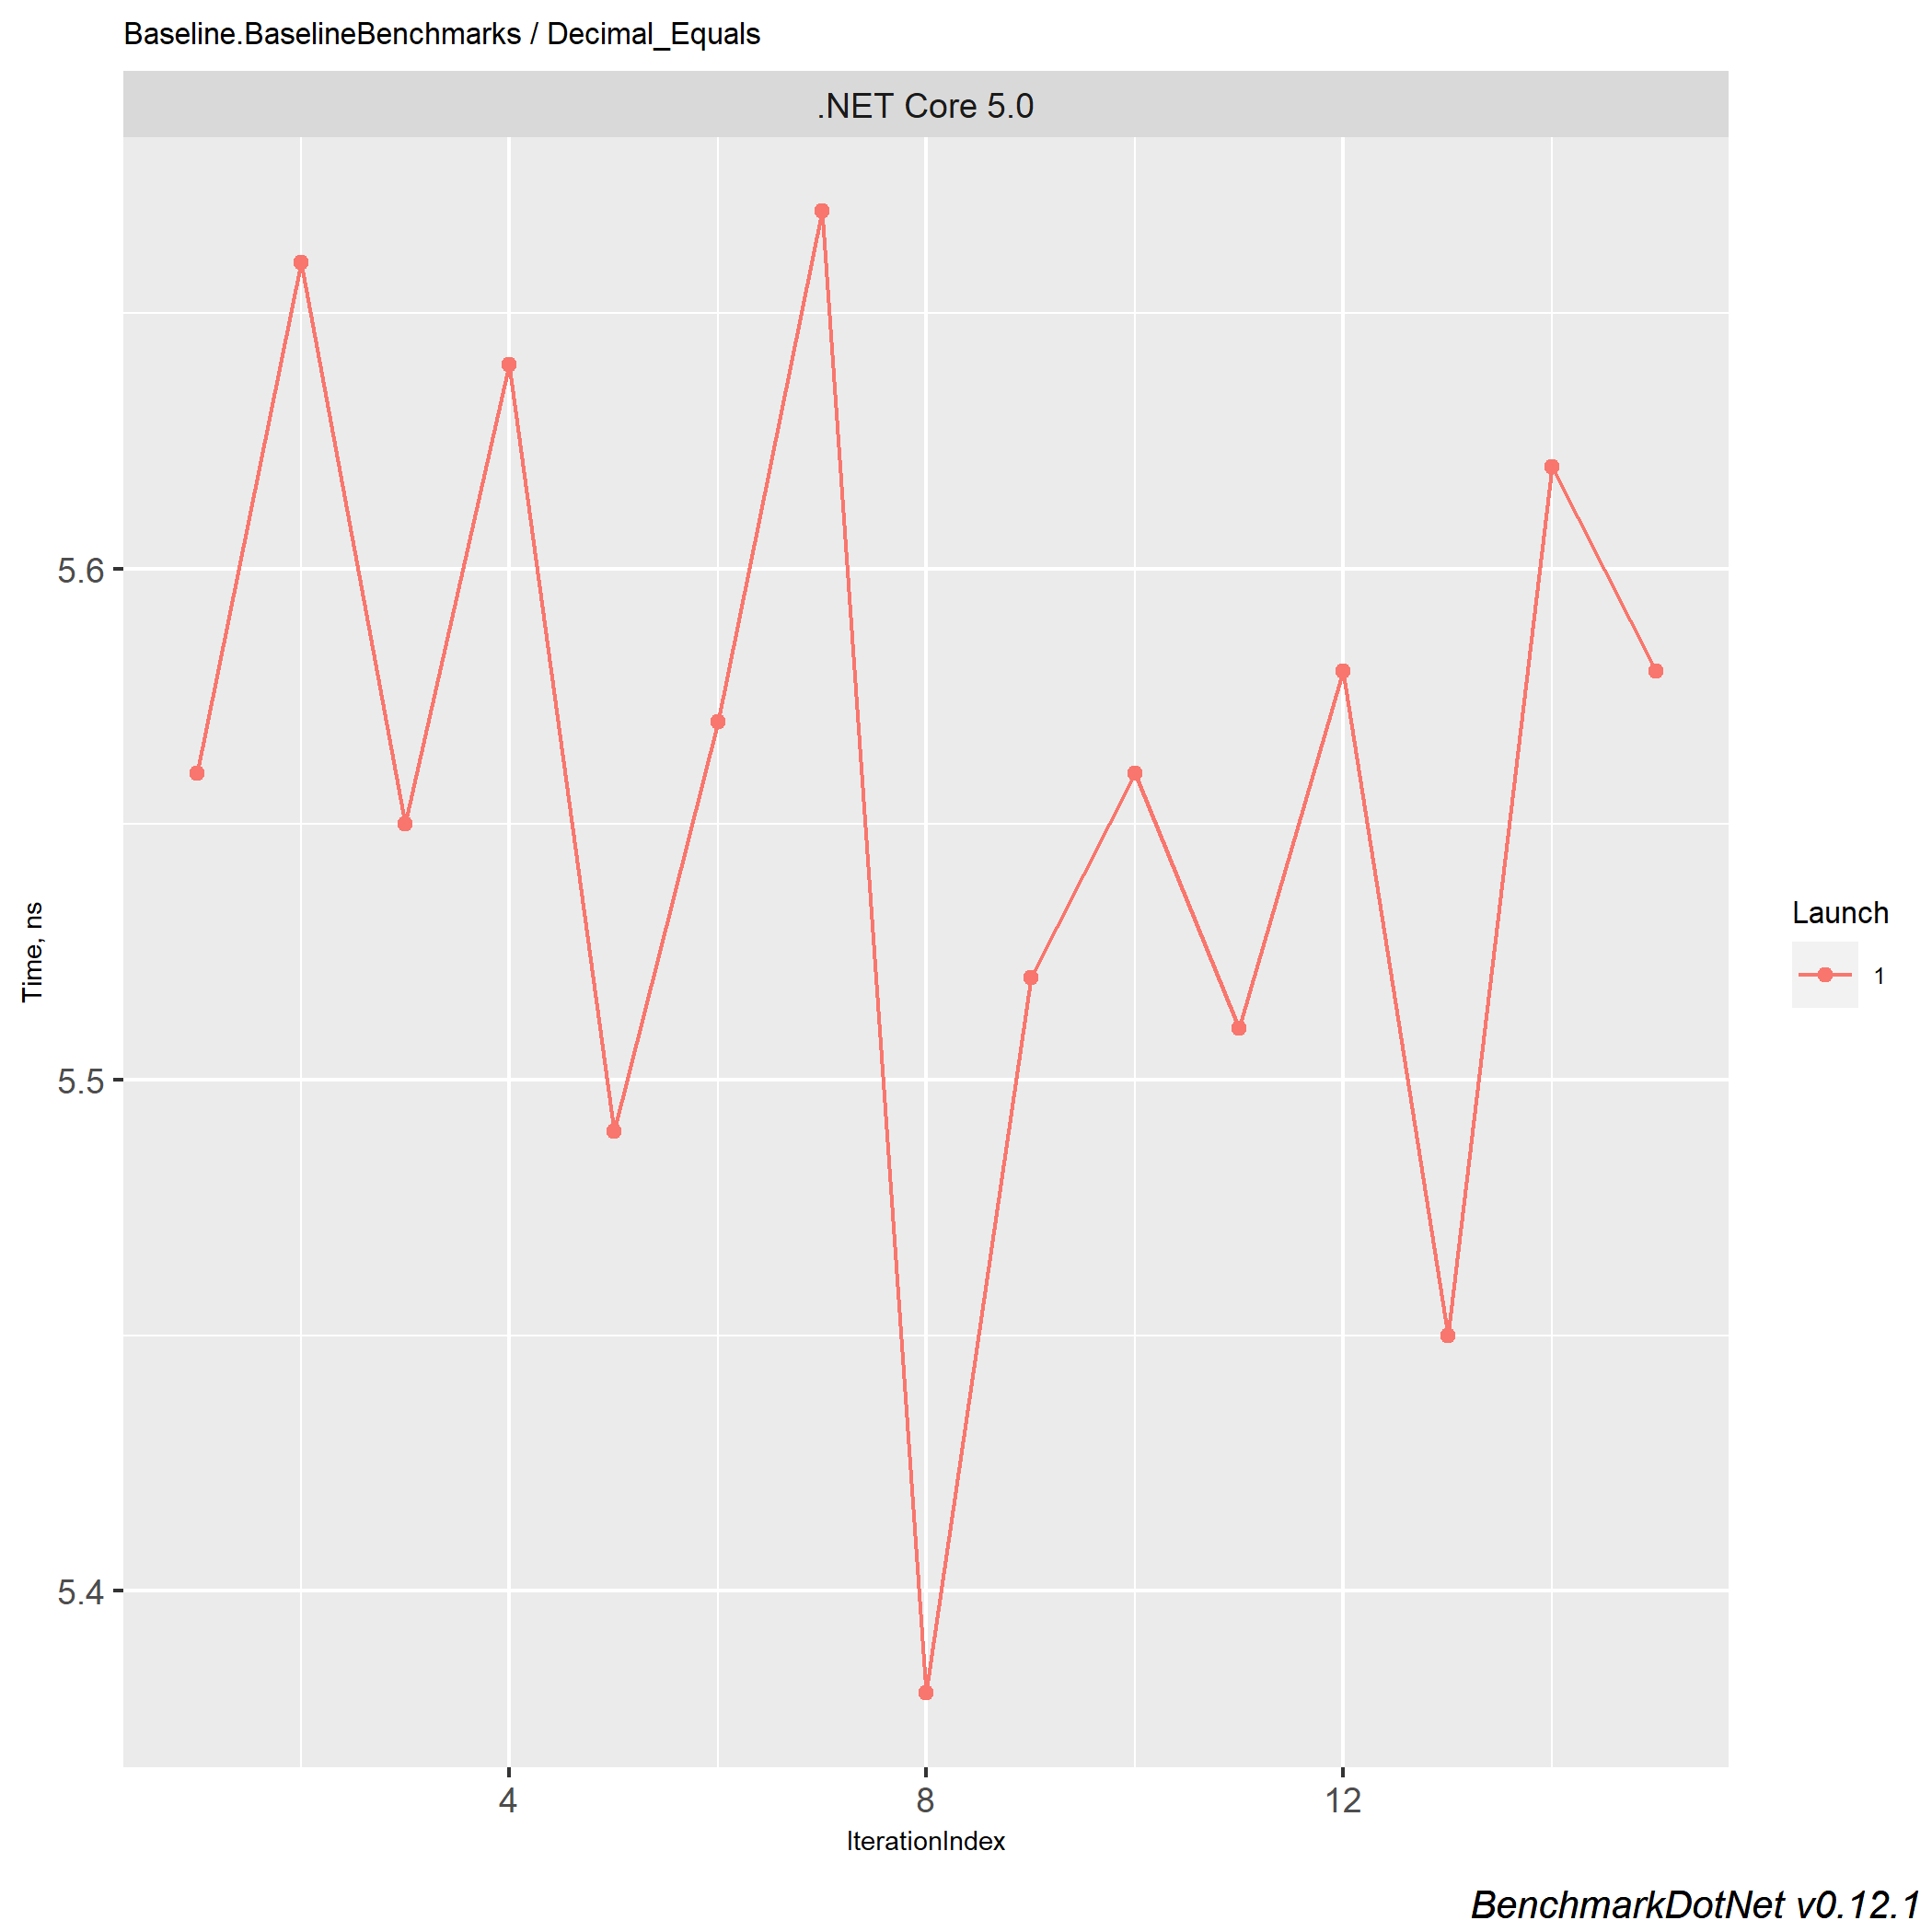 Baseline.BaselineBenchmarks / Decimal_Equals
.NET Core 5.0
5.6
5.5
5.4
Time, ns
4
8
12
IterationIndex
Launch
1
BenchmarkDotNet v0.12.1